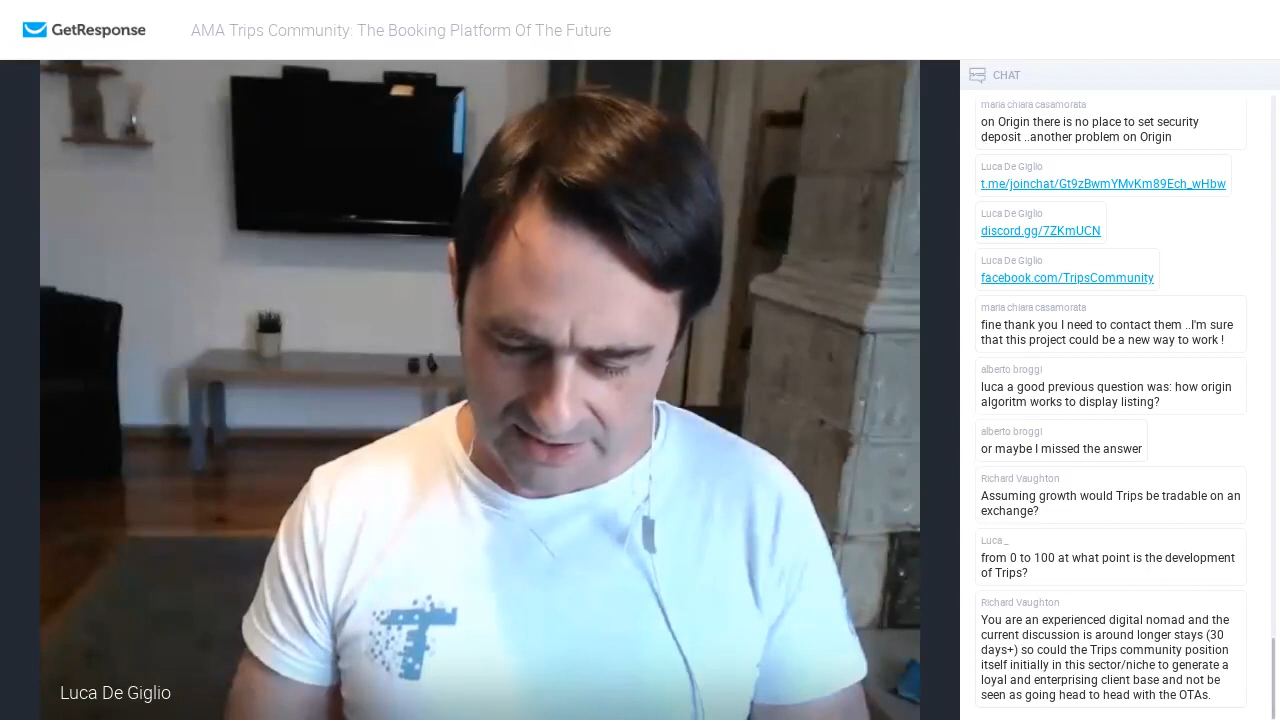 GetResponse
AMA Trips Community: The Booking Platform Of The Future
CHAT
maria chiara casamorata
on Origin there is no place to set security
deposit ..another problem on Origin
Luca De Giglio
t.me/joinchat/Gt9zBwmYMvKm89Ech_wHbw
Luca De Giglio
discord.gg/7ZKmUCN
Luca De Giglio
facebook.com/TripsCommunity
maria chiara casamorata
fine thank you I need to contact them ..I'm sure
that this project could be a new way to work !
alberto broggi
luca a good previous question was: how origin
algoritm works to display listing?
alberto broggi
or maybe I missed the answer
Richard Vaughton
Assuming growth would Trips be tradable on an
exchange?
Luca _
from 0 to 100 at what point is the development
of Trips?
Richard Vaughton
You are an experienced digital nomad and the
current discussion is around longer stays (30
days+) so could the Trips community position
itself initially in this sector/niche to generate a
loyal and enterprising client base and not be
seen as going head to head with the OTAs.
T
Luca De Giglio